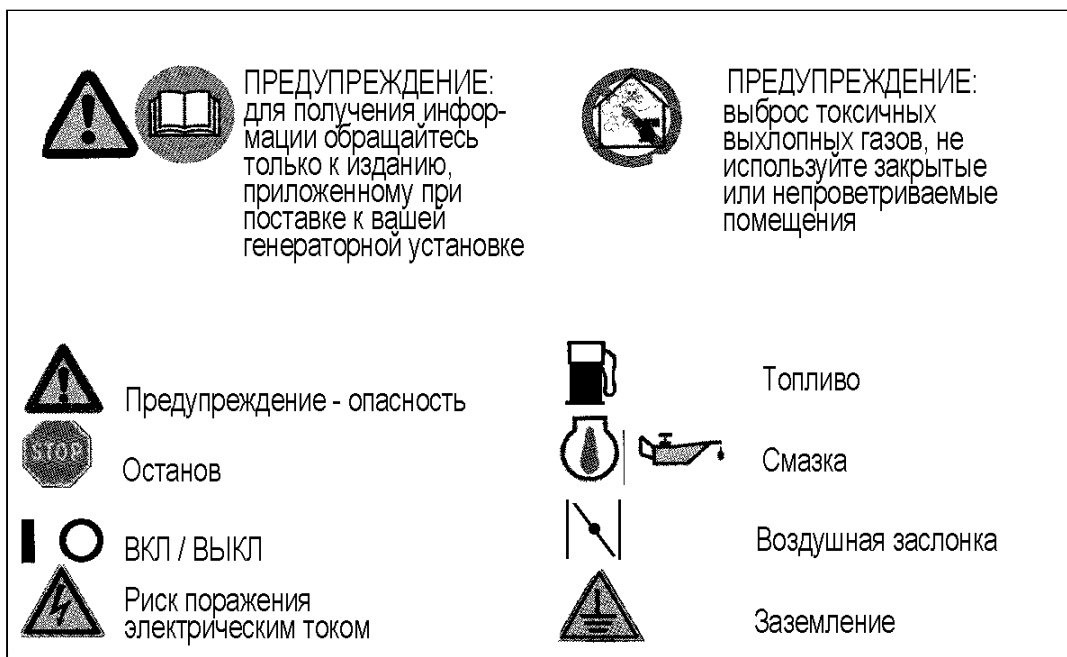 ПРЕДУПРЕЖДЕНИЕ:
для получения инфор-
мации обращайтесь
только к изданию,
приложенному при
поставке к вашей
генераторной установке
ПРЕДУПРЕЖДЕНИЕ:
выброс токсичных
выхлопных газов, не
используйте закрытые
или непроветриваемые
помещения
Предупреждение - опасность
STOP
Останов
ВКЛ / ВЫКЛ
Риск поражения
электрическим током
Топливо
Смазка
Воздушная заслонка
Заземление